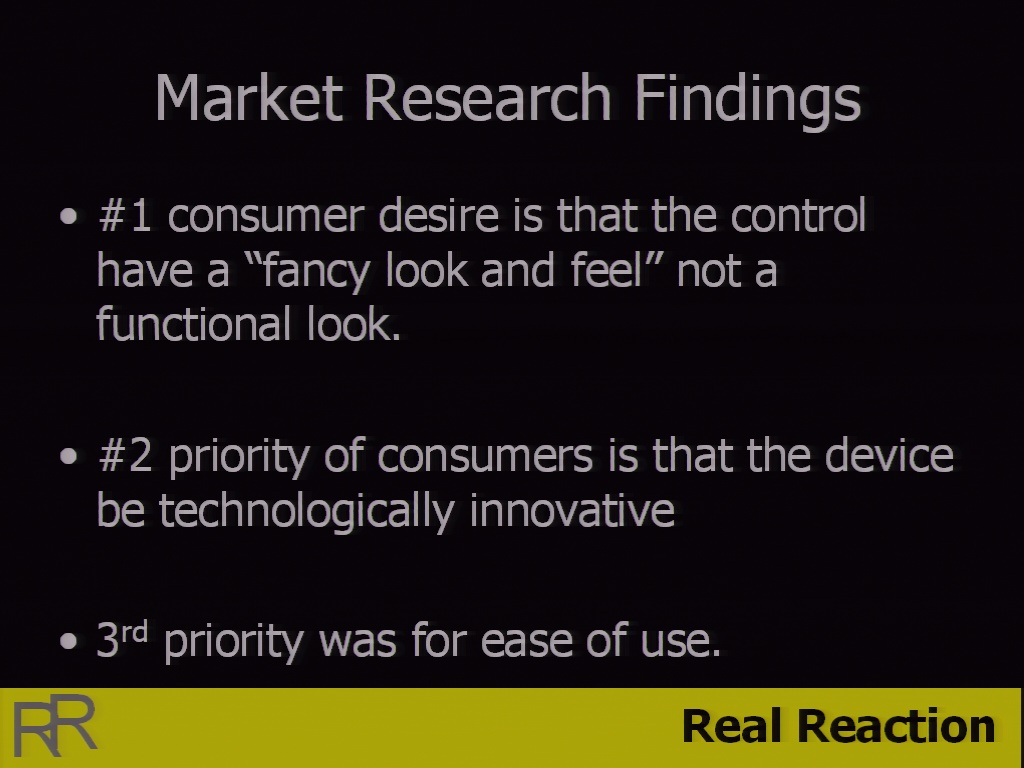 Market Research Findings
• #1 consumer desire is that the control
have a “fancy look and feel” not a
functional look.
• #2 priority of consumers is that the device
be technologically innovative
• 3rd priority was for ease of use.
RR
Real Reaction